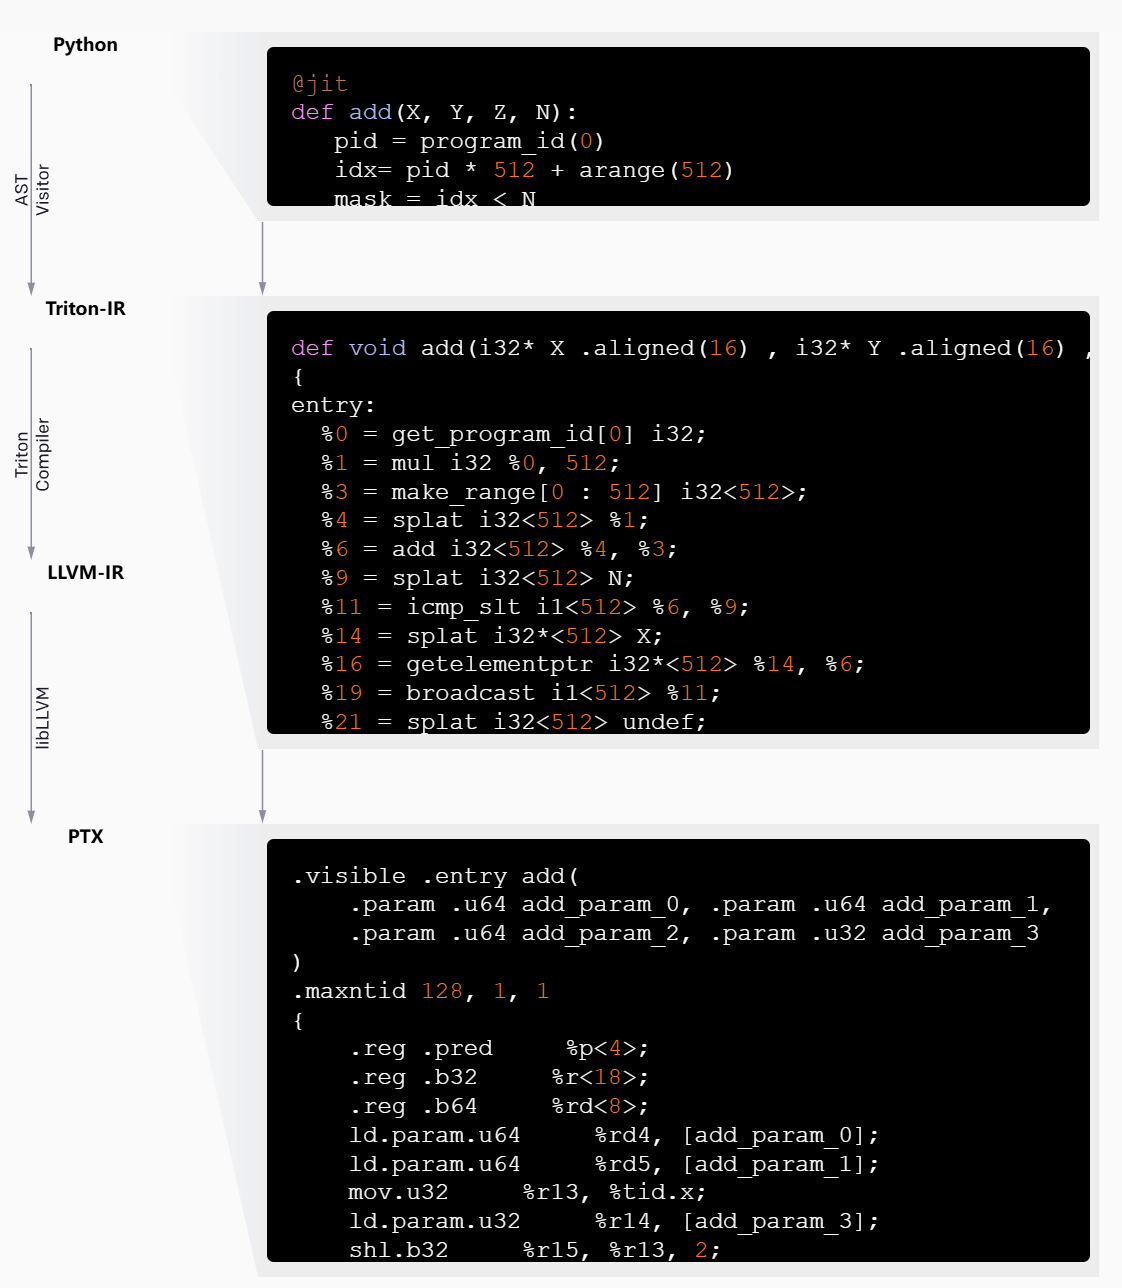 Python
@jit
def add(X, Y, Z, N):
pid = program_id(0)
idx= pid * 512 + arange(512)
mask = idx < N
AST
Visitor
Triton-IR
def void add(i32* X .aligned(16) , i32* Y .aligned(16) ,
{
entry:
%0 = get_program_id[0] i32;
%1 = mul i32 %0, 512;
%3 = make_range[0 : 512] i32<512>;
%4 = splat i32<512> %1;
%6 = add i32<512> %4, %3;
%9 = splat i32<512> N;
%11 = icmp_slt i1<512> %6, %9;
%14 = splat i32*<512> X;
%16 = getelementptr i32*<512> %14, %6;
%19 = broadcast i1<512> %11;
%21 = splat i32<512> undef;
Triton
Compiler
LLVM-IR
libLLVM
PTX
.visible .entry add(
.param .u64 add_param_0, .param .u64 add_param_1,
.param .u64 add_param_2, .param .u32 add_param_3
)
.maxntid 128, 1, 1
{
.reg .pred %p<4>;
.reg .b32 %r<18>;
.reg .b64 %rd<8>;
ld.param.u64 %rd4, [add_param_0];
ld.param.u64 %rd5, [add_param_1];
mov.u32 %r13, %tid.x;
ld.param.u32 %r14, [add_param_3];
shl.b32 %r15, %r13, 2;